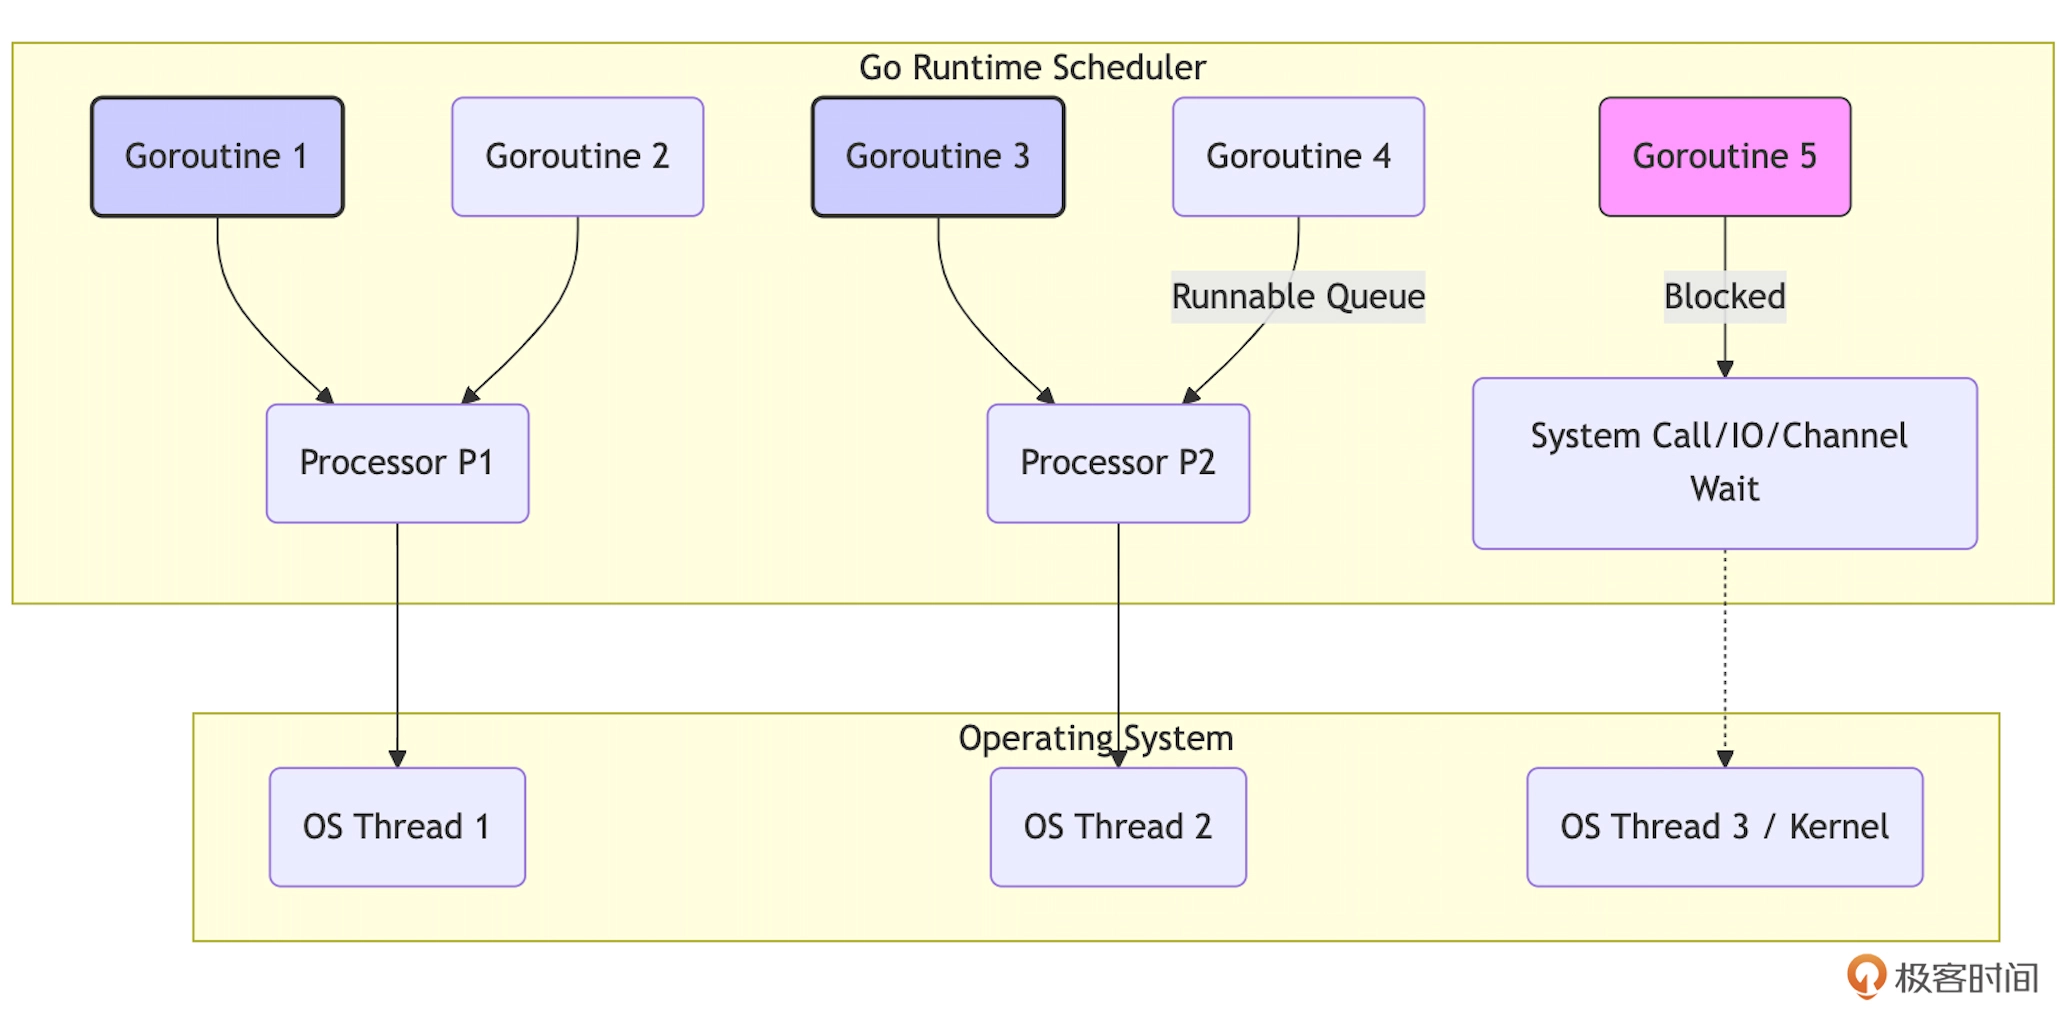 Go Runtime Scheduler
Goroutine 1
Goroutine 2
Goroutine 3
Goroutine 4
Goroutine 5
Runnable Queue
Blocked
Processor P1
Processor P2
System Call/IO/Channel
Wait
Operating System
OS Thread 1
OS Thread 2
OS Thread 3 / Kernel
极客时间